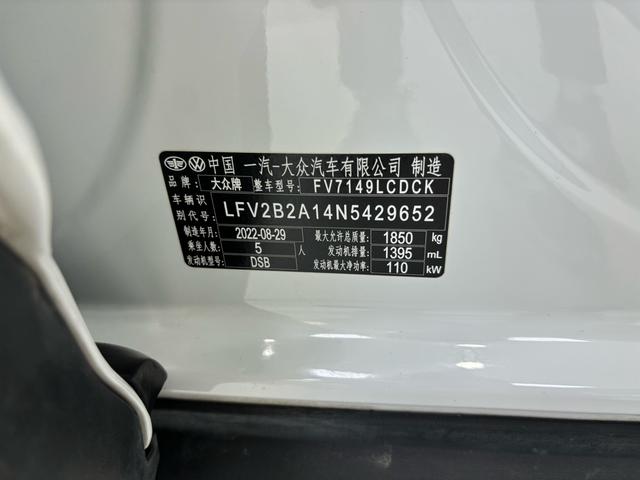 中国 一汽-大众汽车有限公司 制造
品牌: 大众牌 整车型号: FV7149LCDCK
车辆识别代号: LFV2B2A14N5429652
制造年月: 2022-08-29 最大允许总质量: 1850 kg
乘坐人数: 5 人 发动机排量: 1395 mL
发动机型号: DSB 发动机最大净功率: 110 kW